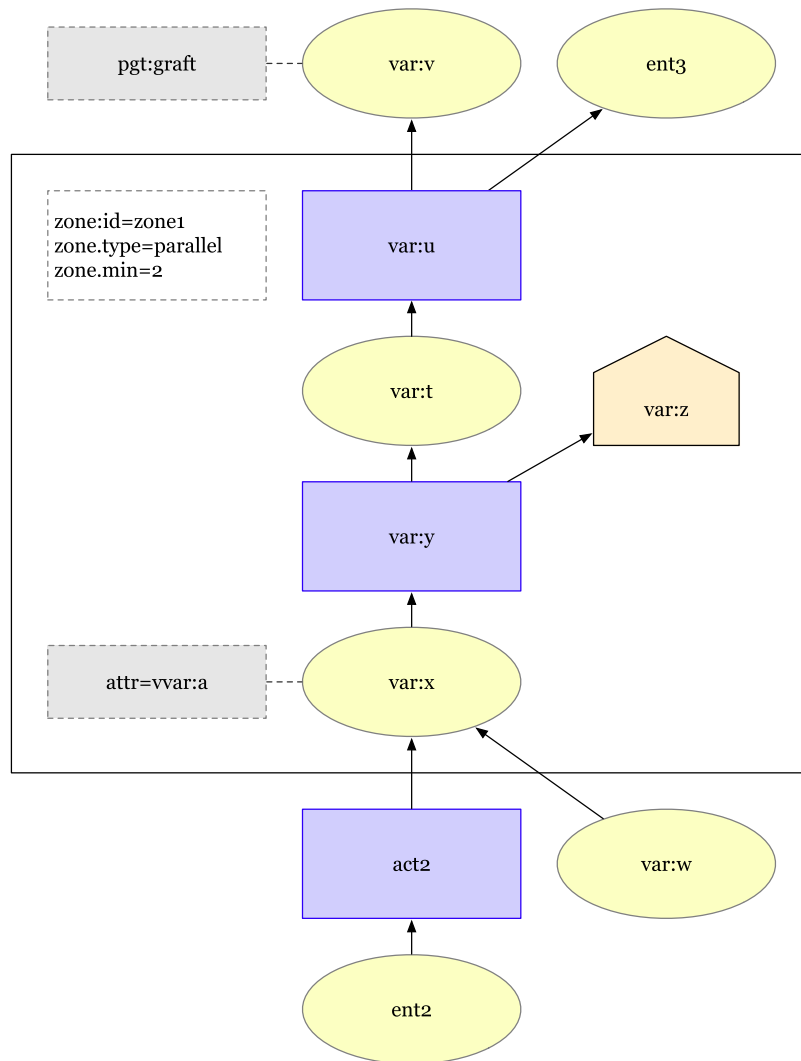 pgt:graft
var:v
ent3
zone:id=zone1
zone.type=parallel
zone.min=2
var:u
var:t
var:z
var:y
attr=vvar:a
var:x
act2
var:w
ent2